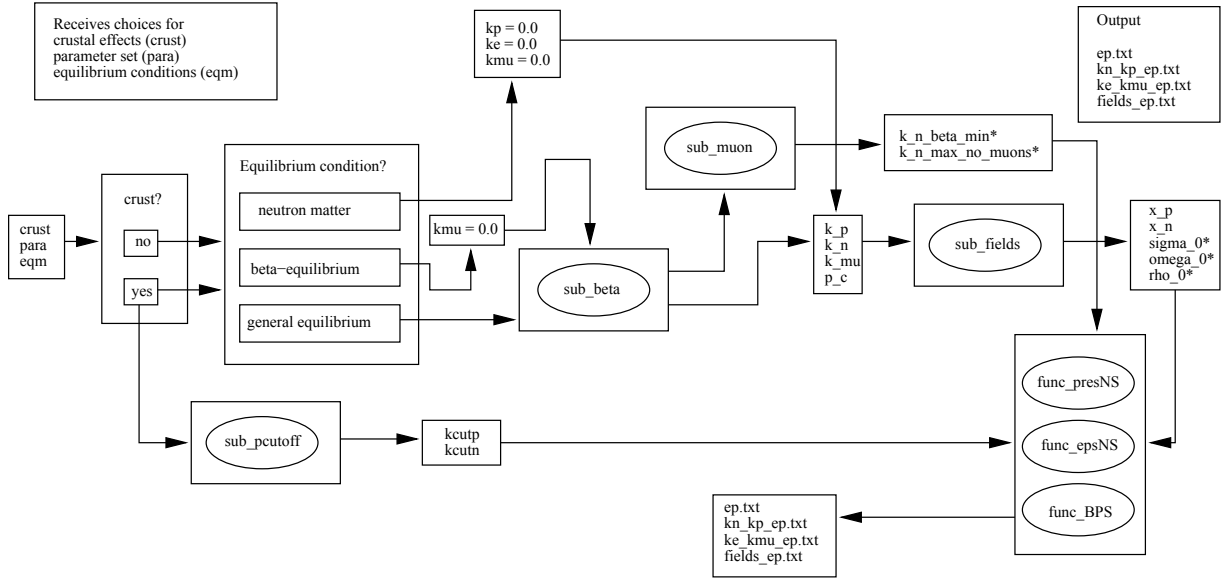 Receives choices for
crustal effects (crust)
parameter set (para)
equilibrium conditions (eqm)
kp = 0.0
ke = 0.0
kmu = 0.0
Output
ep.txt
kn_kp_ep.txt
ke_kmu_ep.txt
fields_ep.txt
crust
para
eqm
crust?
no
yes
Equilibrium condition?
neutron matter
beta−equilibrium
general equilibrium
kmu = 0.0
sub_beta
sub_muon
k_n_beta_min*
k_n_max_no_muons*
k_p
k_n
k_mu
p_c
sub_fields
x_p
x_n
sigma_0*
omega_0*
rho_0*
sub_pcutoff
kcutp
kcutn
func_presNS
func_epsNS
func_BPS
ep.txt
kn_kp_ep.txt
ke_kmu_ep.txt
fields_ep.txt